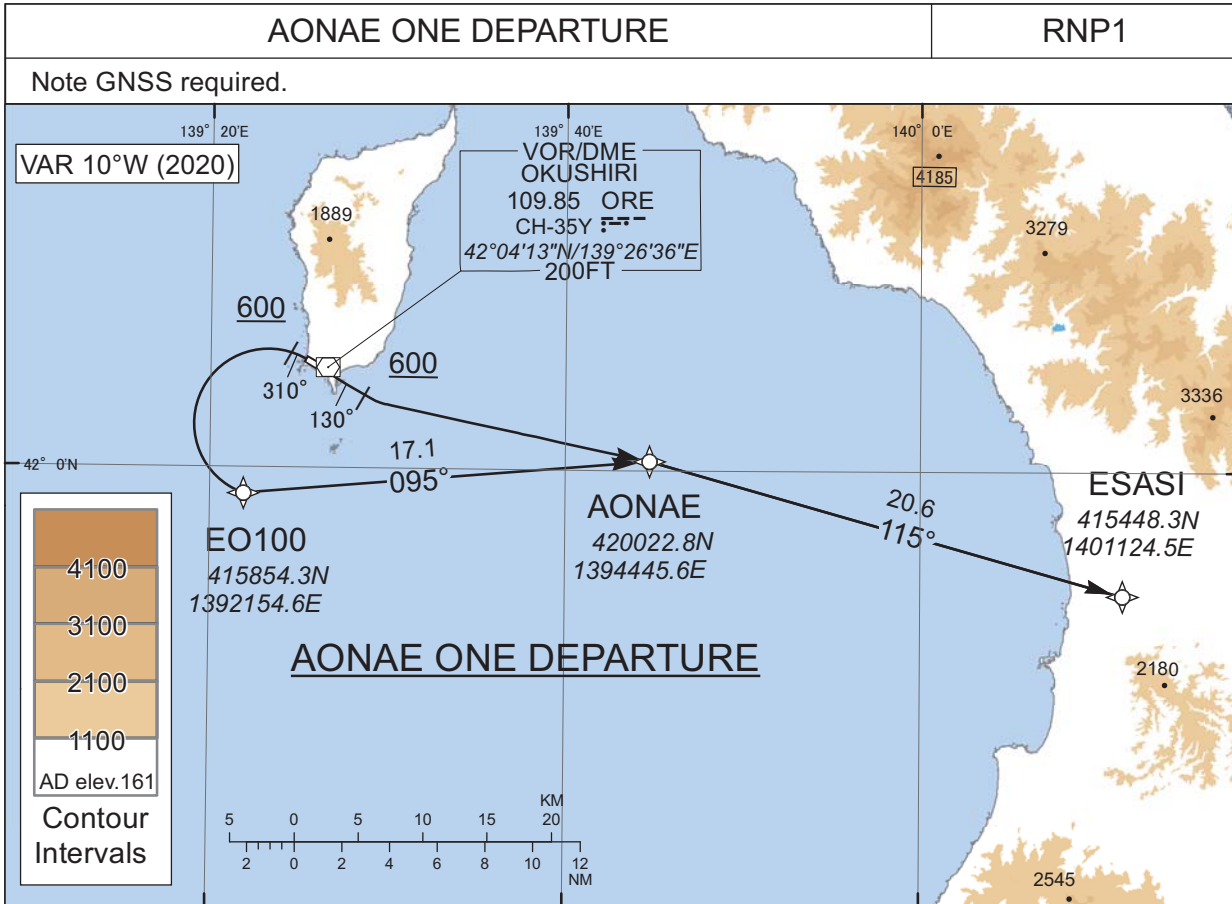 AONAE ONE DEPARTURE
RNP1
Note GNSS required.
139° 20'E
139° 40'E
140° 0'E
VAR 10°W (2020)
VOR/DME
OKUSHIRI
109.85 ORE
CH-35Y
42°04'13"N/139°26'36"E
200FT
4185
1889
3279
600
600
310°
130°
3336
17.1
095°
42° 0'N
EO100
415854.3N
1392154.6E
AONAE
420022.8N
1394445.6E
20.6
115°
ESASI
415448.3N
1401124.5E
AONAE ONE DEPARTURE
2180
4100
3100
2100
1100
AD elev.161
Contour
Intervals
KM
5 0 5 10 15 20
2 0 2 4 6 8 10 12
NM
2545